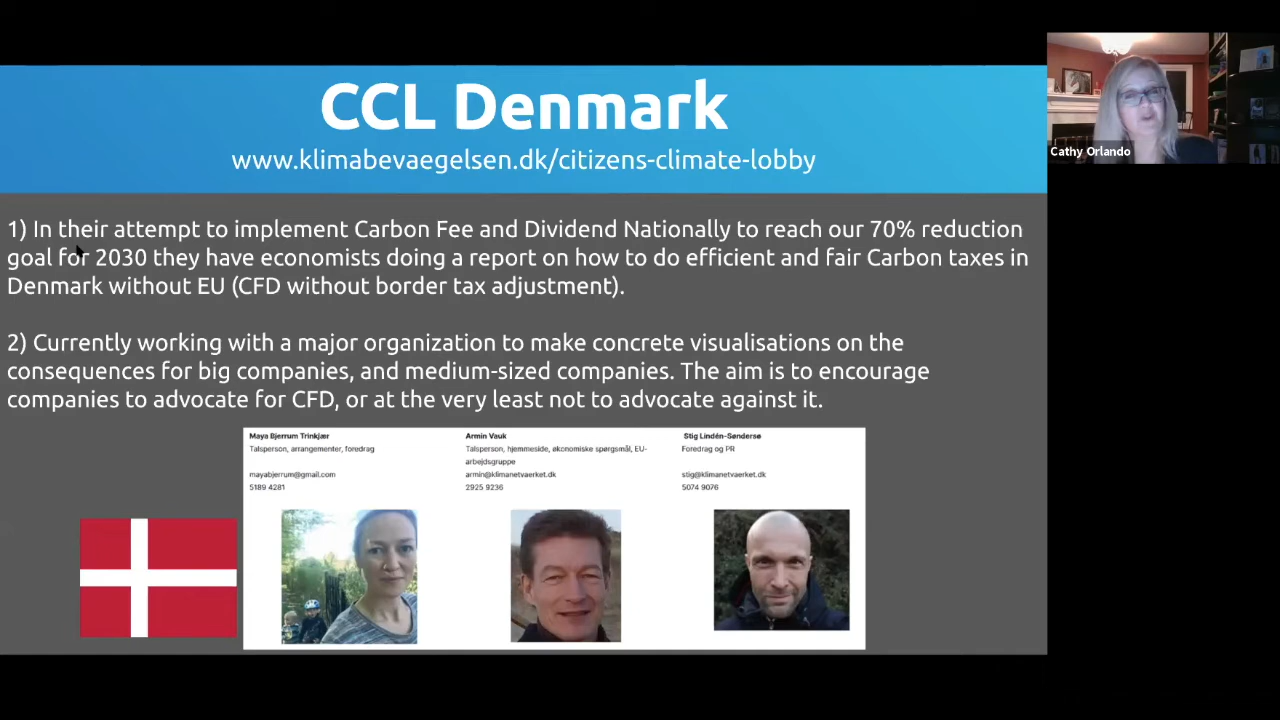 CCL Denmark
www.klimabevaegelsen.dk/citizens-climate-lobby
Cathy Orlando
1) In their attempt to implement Carbon Fee and Dividend Nationally to reach our 70% reduction
goal for 2030 they have economists doing a report on how to do efficient and fair Carbon taxes in
Denmark without EU (CFD without border tax adjustment).
2) Currently working with a major organization to make concrete visualisations on the
consequences for big companies, and medium-sized companies. The aim is to encourage
companies to advocate for CFD, or at the very least not to advocate against it.
Maya Bjerrum Trinkjær
Talsperson, arrangementer, foredrag
mayabjerrum@gmail.com
5189 4281
Armin Vauk
Talsperson, hjemmeside, økonomiske spørgsmål, EU-
arbejdsgruppe
armin@klimanetvaerket.dk
2925 9236
Stig Lindén-Søndersø
Foredrag og PR
stig@klimanetvaerket.dk
5074 9076